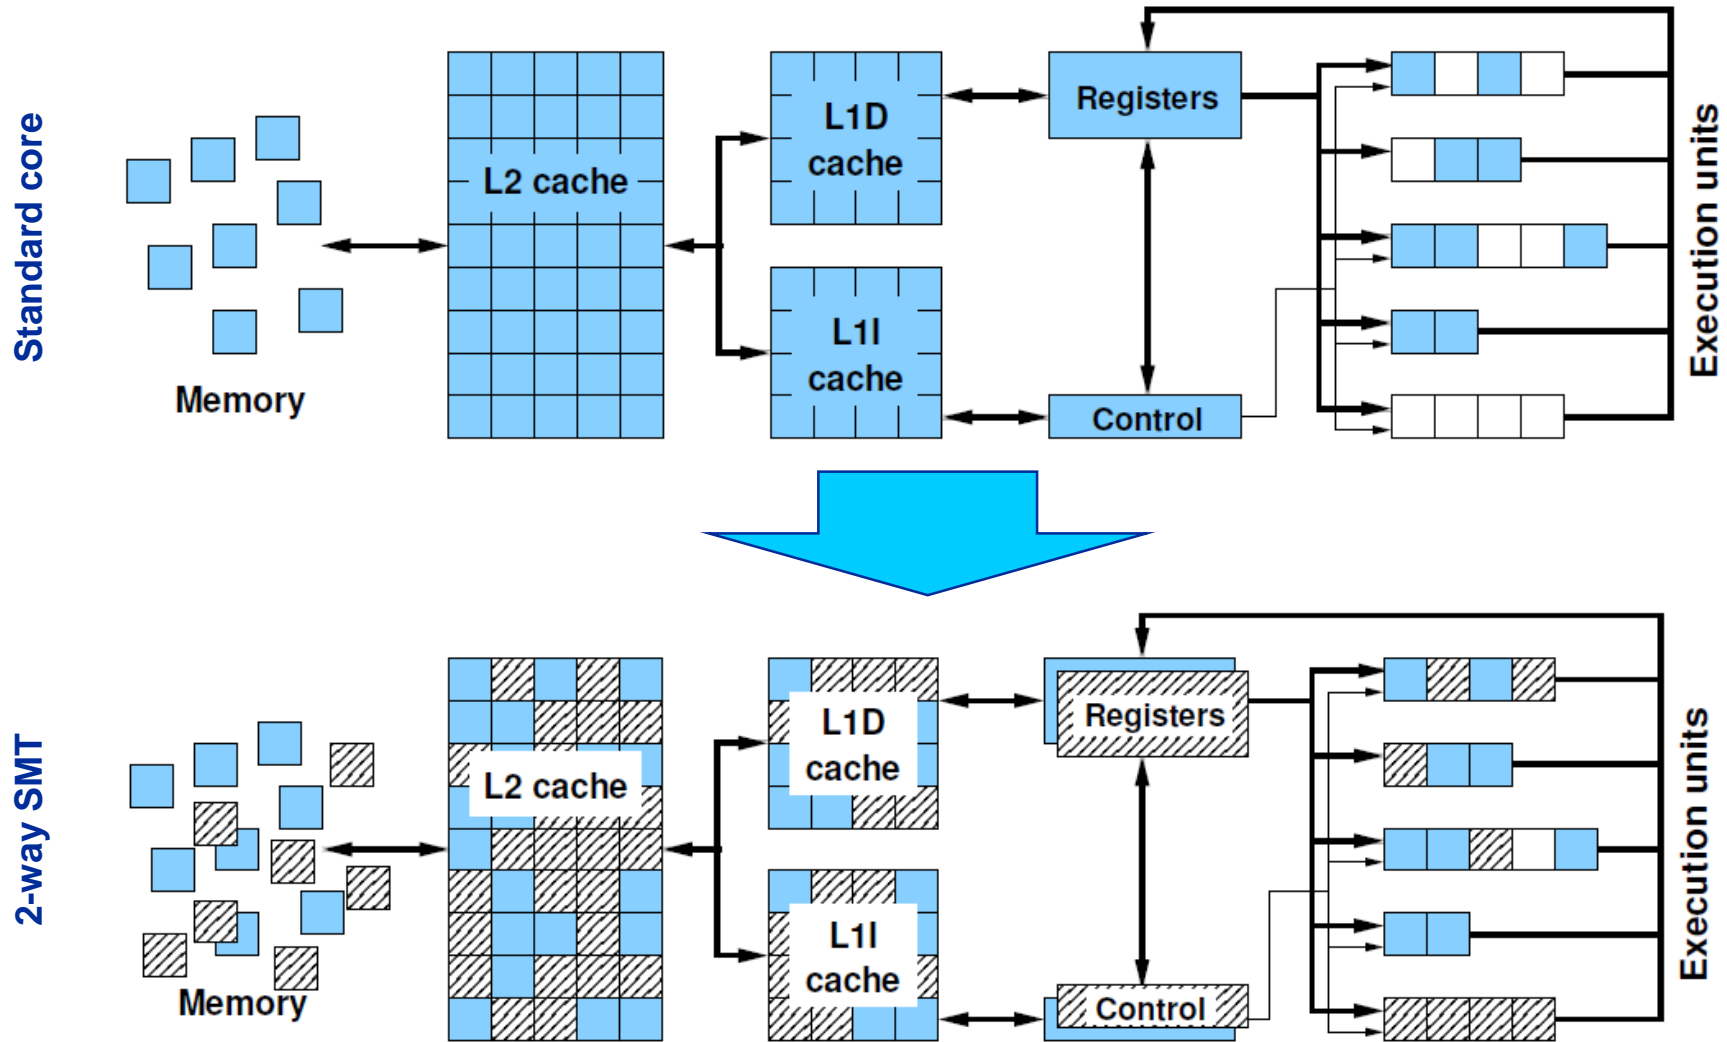 Standard core
Memory
L2 cache
L1D
cache
L1I
cache
Registers
Control
Execution units
2-way SMT
Memory
L2 cache
L1D
cache
L1I
cache
Registers
Control
Execution units